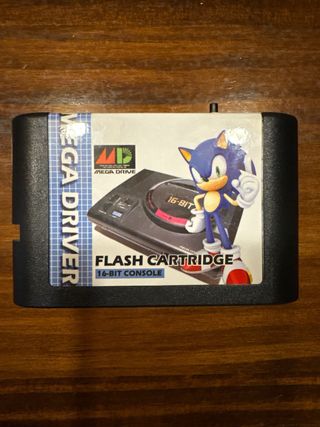 MEGA DRIVER
MD
MEGA DRIVE
16-BIT
FLASH CARTRIDGE
16-BIT CONSOLE